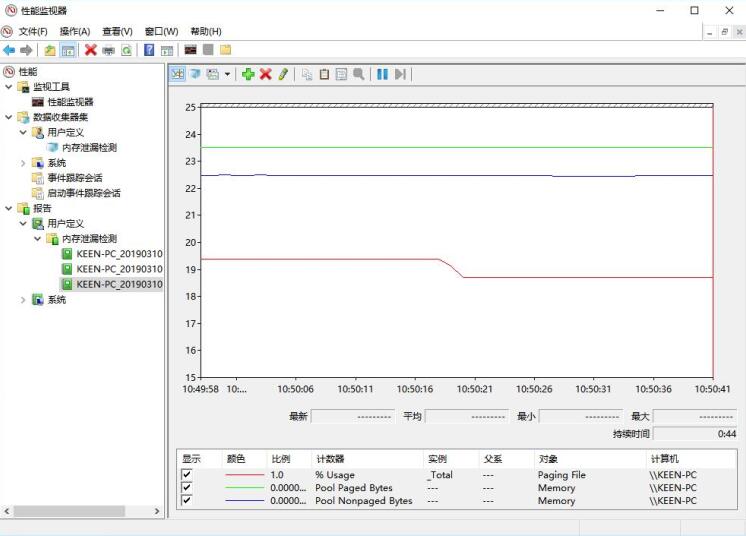 性能监视器
文件(F) 操作(A) 查看(V) 窗口(W) 帮助(H)
性能
监视工具
性能监视器
数据收集器集
用户定义
内存泄漏检测
系统
事件跟踪会话
启动事件跟踪会话
报告
用户定义
内存泄漏检测
KEEN-PC_20190310
KEEN-PC_20190310
KEEN-PC_20190310
系统
25
24
23
22
21
20
19
18
17
16
15
10:49:58 10:... 10:50:06 10:50:11 10:50:16 10:50:21 10:50:26 10:50:31 10:50:36 10:50:41
最新 --------- 平均 --------- 最小 --------- 最大 ---------
持续时间 0:44
显示 颜色 比例 计数器 实例 父系 对象 计算机
1.0 % Usage _Total --- Paging File \\KEEN-PC
0.0000... Pool Paged Bytes --- --- Memory \\KEEN-PC
0.0000... Pool Nonpaged Bytes --- --- Memory \\KEEN-PC